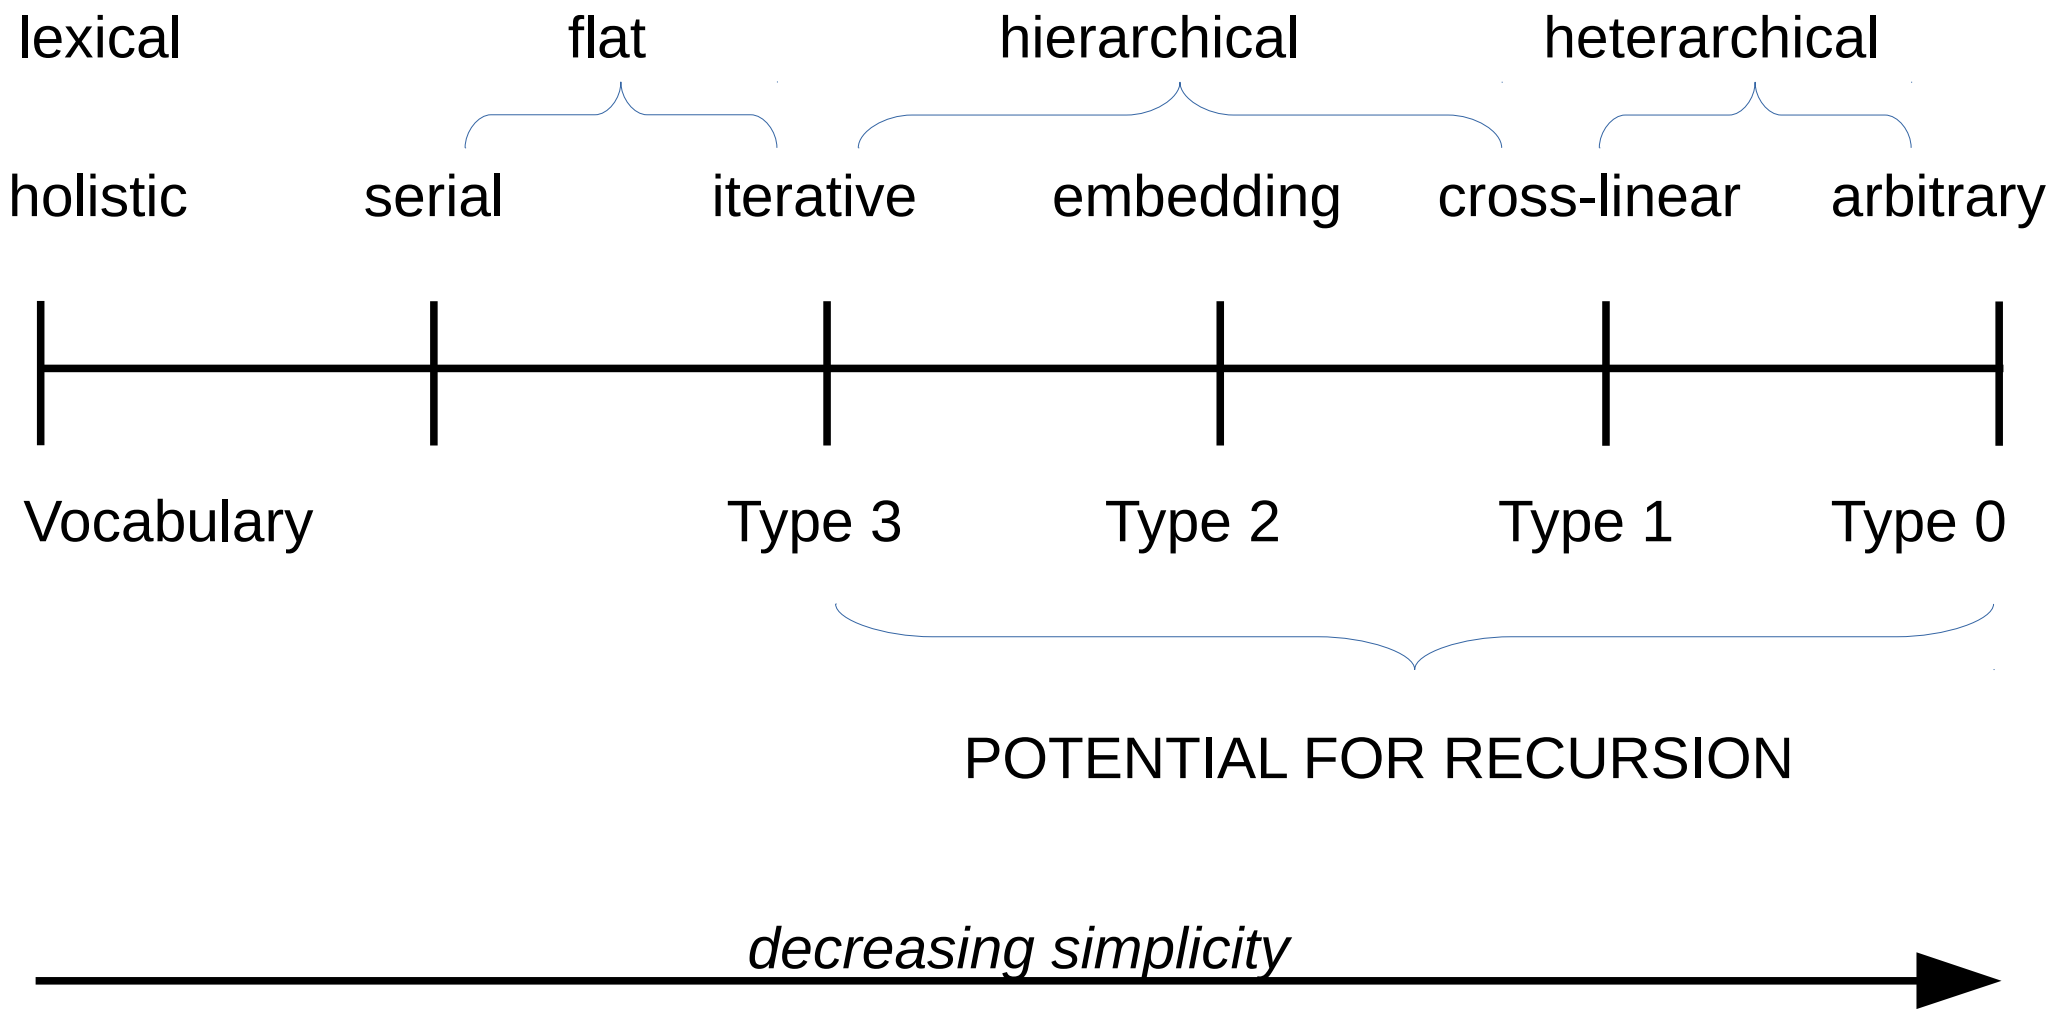 lexical flat hierarchical heterarchical
holistic serial iterative embedding cross-linear arbitrary
Vocabulary Type 3 Type 2 Type 1 Type 0
POTENTIAL FOR RECURSION
decreasing simplicity